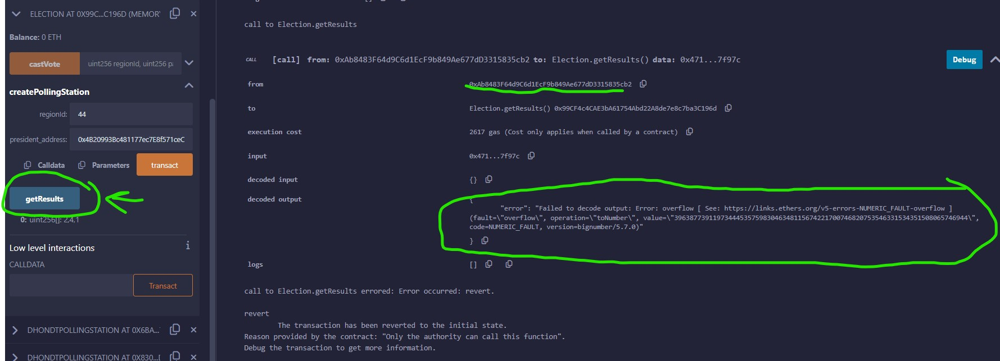 ELECTION AT 0X99C...C196D (MEMOR
Balance: 0 ETH
castVote
uint256 regionId, uint256 pa
createPollingStation
regionId:
44
president_address:
0x4B20993Bc481177ec7E8f571ceC
Calldata
Parameters
transact
getResults
0: uint256[]: 2,4,1
Low level interactions
i
CALLDATA
Transact
DHONDTPOLLINGSTATION AT 0X6BA...
DHONDTPOLLINGSTATION AT 0X830...
call to Election.getResults
CALL [call] from: 0xAb8483F64d9C6d1EcF9b849Ae677dD3315835cb2 to: Election.getResults() data: 0x471...7f97c
Debug
from 0xAb8483F64d9C6d1EcF9b849Ae677dD3315835cb2
to Election.getResults() 0x99CF4c4CAE3bA61754Abd22A8de7e8c7ba3C196d
execution cost 2617 gas (Cost only applies when called by a contract)
input 0x471...7f97c
decoded input {}
decoded output {
"error": "Failed to decode output: Error: overflow [ See: https://links.ethers.org/v5-errors-NUMERIC_FAULT-overflow ]
(fault=\"overflow\", operation=\"toNumber\", value=\"39638773911973444535759830463481156742217007468207535463315343515080657​46944\",
code=NUMERIC_FAULT, version=bignumber/5.7.0)"
}
logs [] 
call to Election.getResults errored: Error occurred: revert.
revert
The transaction has been reverted to the initial state.
Reason provided by the contract: "Only the authority can call this function".
Debug the transaction to get more information.